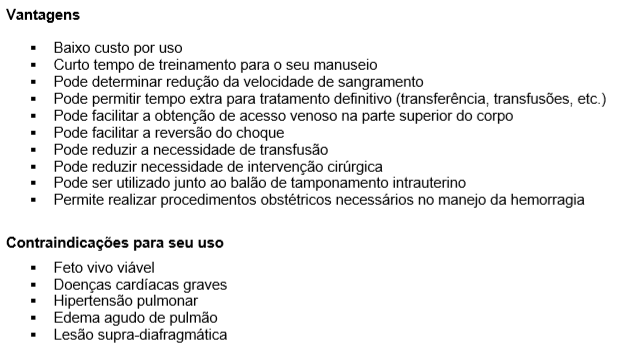 Vantagens
▪ Baixo custo por uso
▪ Curto tempo de treinamento para o seu manuseio
▪ Pode determinar redução da velocidade de sangramento
▪ Pode permitir tempo extra para tratamento definitivo (transferência, transfusões, etc.)
▪ Pode facilitar a obtenção de acesso venoso na parte superior do corpo
▪ Pode facilitar a reversão do choque
▪ Pode reduzir a necessidade de transfusão
▪ Pode reduzir necessidade de intervenção cirúrgica
▪ Pode ser utilizado junto ao balão de tamponamento intrauterino
▪ Permite realizar procedimentos obstétricos necessários no manejo da hemorragia
Contraindicações para seu uso
▪ Feto vivo viável
▪ Doenças cardíacas graves
▪ Hipertensão pulmonar
▪ Edema agudo de pulmão
▪ Lesão supra-diafragmática